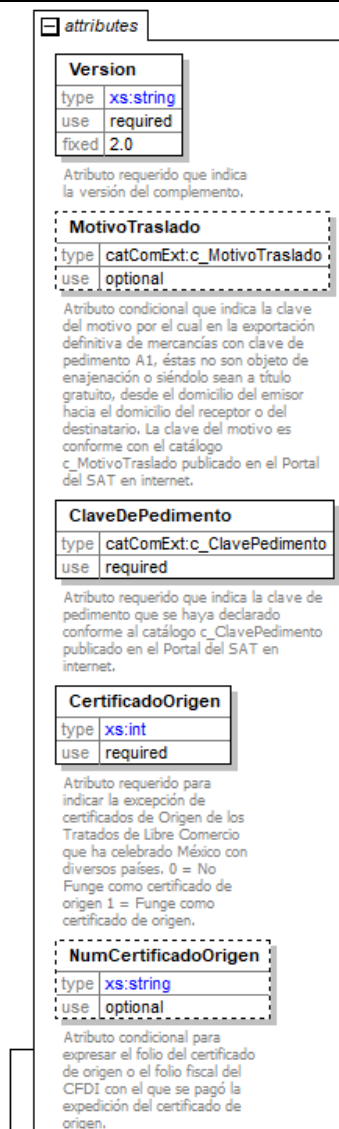 attributes
Version
type xs:string
use required
fixed 2.0
Atributo requerido que indica
la versión del complemento.
MotivoTraslado
type catComExt:c_MotivoTraslado
use optional
Atributo condicional que indica la clave
del motivo por el cual en la exportación
definitiva de mercancías con clave de
pedimento A1, éstas no son objeto de
enajenación o siéndolo sean a título
gratuito, desde el domicilio del emisor
hacia el domicilio del receptor o del
destinatario. La clave del motivo es
conforme con el catálogo
c_MotivoTraslado publicado en el Portal
del SAT en internet.
ClaveDePedimento
type catComExt:c_ClavePedimento
use required
Atributo requerido que indica la clave de
pedimento que se haya declarado
conforme al catálogo c_ClavePedimento
publicado en el Portal del SAT en
internet.
CertificadoOrigen
type xs:int
use required
Atributo requerido para
indicar la excepción de
certificados de Origen de los
Tratados de Libre Comercio
que ha celebrado México con
diversos países. 0 = No
Funge como certificado de
origen 1 = Funge como
certificado de origen.
NumCertificadoOrigen
type xs:string
use optional
Atributo condicional para
expresar el folio del certificado
de origen o el folio fiscal del
CFDI con el que se pagó la
expedición del certificado de
origen.